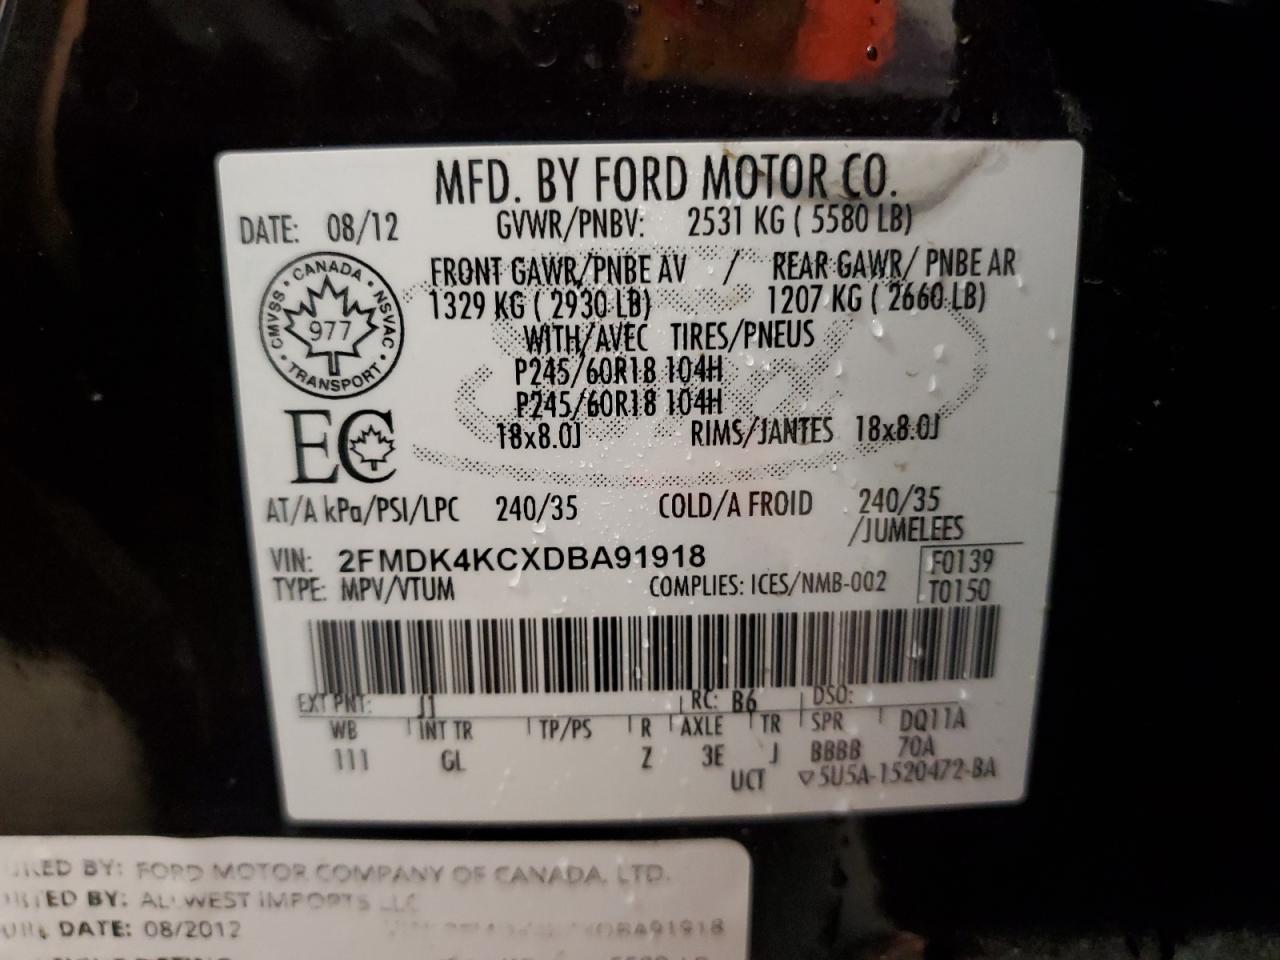 MFD. BY FORD MOTOR CO.
DATE: 08/12 GVWR/PNBV: 2531 KG ( 5580 LB)
FRONT GAWR/PNBE AV / REAR GAWR/ PNBE AR
1329 KG ( 2930 LB) 1207 KG ( 2660 LB)
CANADA
CMVSS NSVAC
977
TRANSPORT
WITH/AVEC TIRES/PNEUS
P245/60R18 104H
P245/60R18 104H
18x8.0J RIMS/JANTES 18x8.0J
EC
AT/A kPa/PSI/LPC 240/35 COLD/A FROID 240/35
/JUMELEES
VIN: 2FMDK4KCXDBA91918 F0139
TYPE: MPV/VTUM COMPLIES: ICES/NMB-002 T0150
EXT PNT: J1 RC: B6 DSO:
WB INT TR TP/PS R AXLE TR SPR DQ11A
111 GL Z 3E J BBBB 70A
UCT 5U5A-1520472-BA
BY: FORD MOTOR COMPANY OF CANADA, LTD.
BY: ALLWEST IMPORTS LLC
DATE: 08/2012